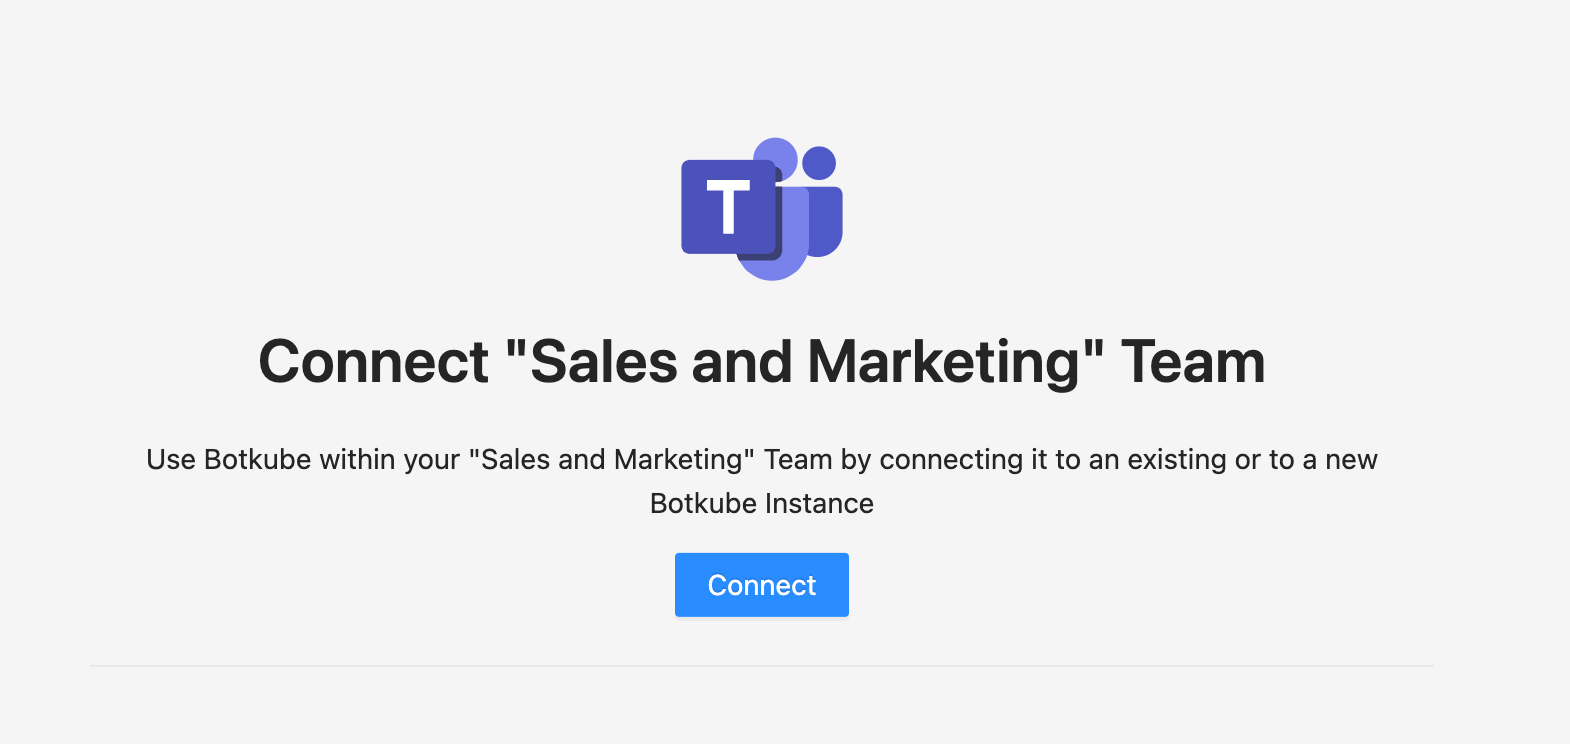 T
Connect "Sales and Marketing" Team
Use Botkube within your "Sales and Marketing" Team by connecting it to an existing or to a new
Botkube Instance
Connect